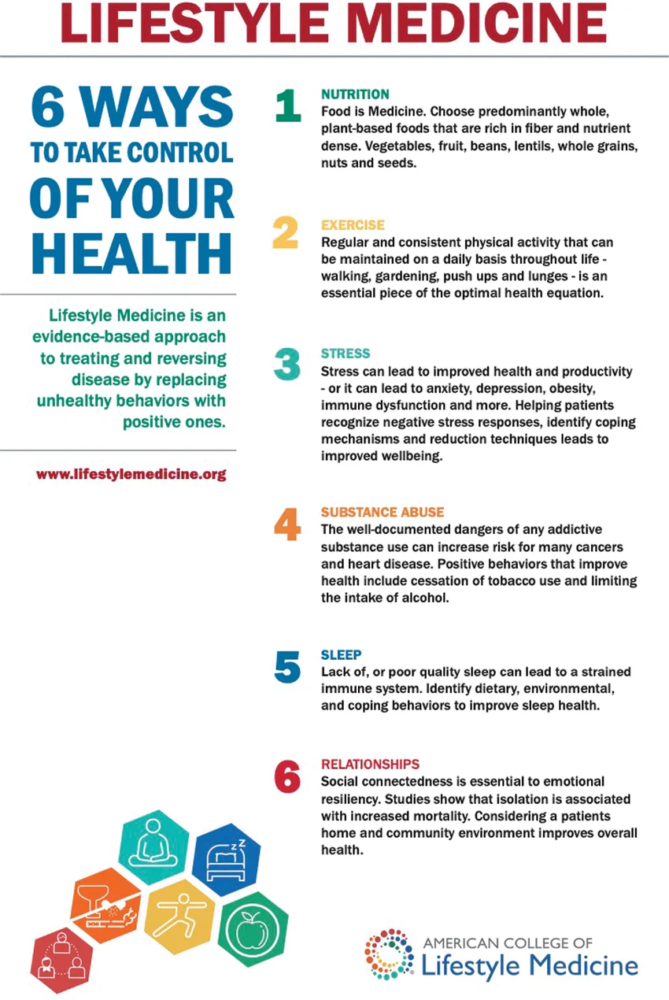 LIFESTYLE MEDICINE
6 WAYS
TO TAKE CONTROL
OF YOUR
HEALTH
Lifestyle Medicine is an
evidence-based approach
to treating and reversing
disease by replacing
unhealthy behaviors with
positive ones.
www.lifestylemedicine.org
1 NUTRITION
Food is Medicine. Choose predominantly whole,
plant-based foods that are rich in fiber and nutrient
dense. Vegetables, fruit, beans, lentils, whole grains,
nuts and seeds.
2 EXERCISE
Regular and consistent physical activity that can
be maintained on a daily basis throughout life -
walking, gardening, push ups and lunges - is an
essential piece of the optimal health equation.
3 STRESS
Stress can lead to improved health and productivity
- or it can lead to anxiety, depression, obesity,
immune dysfunction and more. Helping patients
recognize negative stress responses, identify coping
mechanisms and reduction techniques leads to
improved wellbeing.
4 SUBSTANCE ABUSE
The well-documented dangers of any addictive
substance use can increase risk for many cancers
and heart disease. Positive behaviors that improve
health include cessation of tobacco use and limiting
the intake of alcohol.
5 SLEEP
Lack of, or poor quality sleep can lead to a strained
immune system. Identify dietary, environmental,
and coping behaviors to improve sleep health.
6 RELATIONSHIPS
Social connectedness is essential to emotional
resiliency. Studies show that isolation is associated
with increased mortality. Considering a patients
home and community environment improves overall
health.
z Z
AMERICAN COLLEGE OF
Lifestyle Medicine